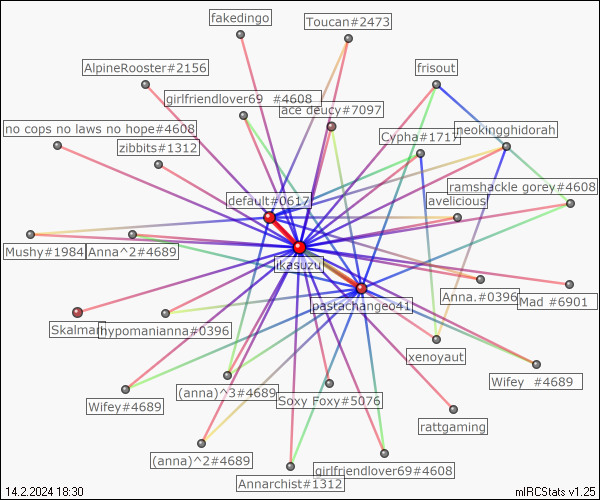 fakedingo
Toucan#2473
AlpineRooster#2156
frisout
girlfriendlover69 #4608
ace deucy#7097
no cops no laws no hope#4608
Cypha#1717
neokingghidorah
zibbits#1312
ramshackle gorey#4608
default#0617
avelicious
Mushy#1984
Anna^2#4689
ikasuzu
Anna.#0396
Mad #6901
pastachangeo41
Skalman
hypomanianna#0396
xenoyaut
Wifey #4689
(anna)^3#4689
Soxy Foxy#5076
Wifey#4689
rattgaming
(anna)^2#4689
girlfriendlover69#4608
Annarchist#1312
14.2.2024 18:30
mIRCStats v1.25